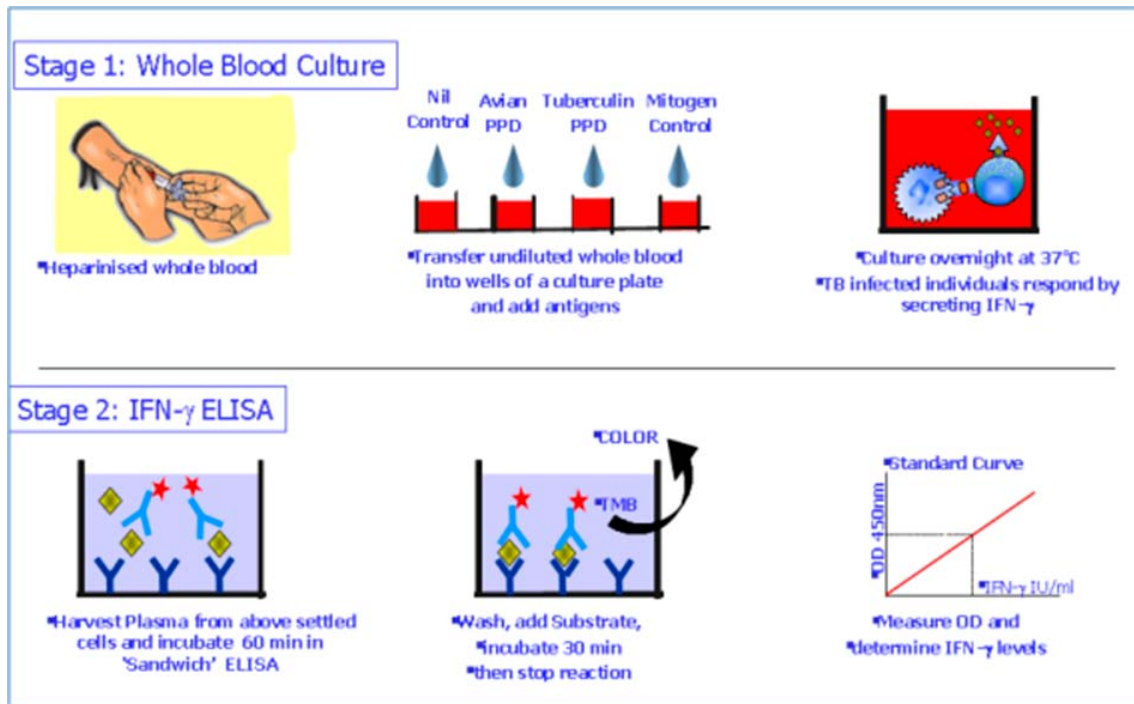 Stage 1: Whole Blood Culture
Nil
Control
Avian
PPD
Tuberculin
PPD
Mitogen
Control
▪Heparinised whole blood
▪Transfer undiluted whole blood
into wells of a culture plate
and add antigens
▪Culture overnight at 37°C
▪TB infected individuals respond by
secreting IFN-γ
Stage 2: IFN-γ ELISA
▪COLOR
▪TMB
▪Standard Curve
▪OD 450nm
▪IFN-γ IU/ml
▪Harvest Plasma from above settled
cells and incubate 60 min in
'Sandwich' ELISA
▪Wash, add Substrate,
▪incubate 30 min
▪then stop reaction
▪Measure OD and
▪determine IFN-γ levels